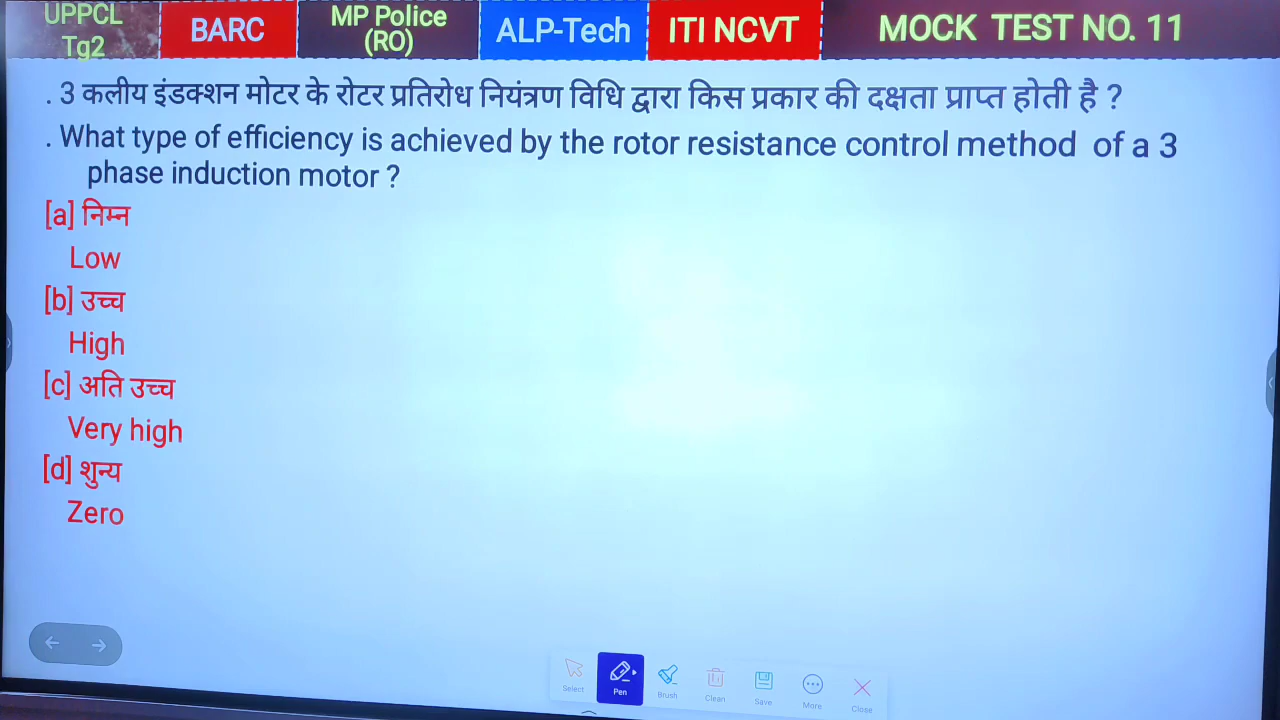 UPPCL
Tg2
BARC
MP Police
(RO)
ALP-Tech
ITI NCVT
MOCK TEST NO. 11
. 3 कलीय इंडक्शन मोटर के रोटर प्रतिरोध नियंत्रण विधि द्वारा किस प्रकार की दक्षता प्राप्त होती है ?
. What type of efficiency is achieved by the rotor resistance control method of a 3
phase induction motor ?
[a] निम्न
Low
[b] उच्च
High
[c] अति उच्च
Very high
[d] शुन्य
Zero
Select
Pen
Brush
Clean
Save
More
Close